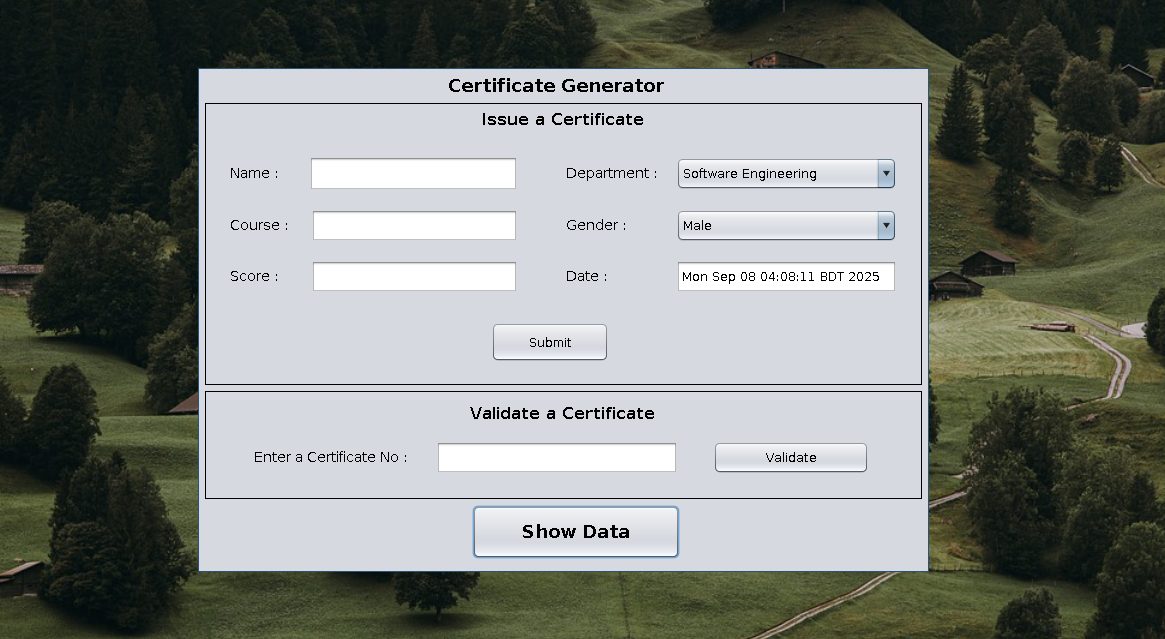 Certificate Generator
Issue a Certificate
Name :
Department :
Software Engineering
Course :
Gender :
Male
Score :
Date :
Mon Sep 08 04:08:11 BDT 2025
Submit
Validate a Certificate
Enter a Certificate No :
Validate
Show Data